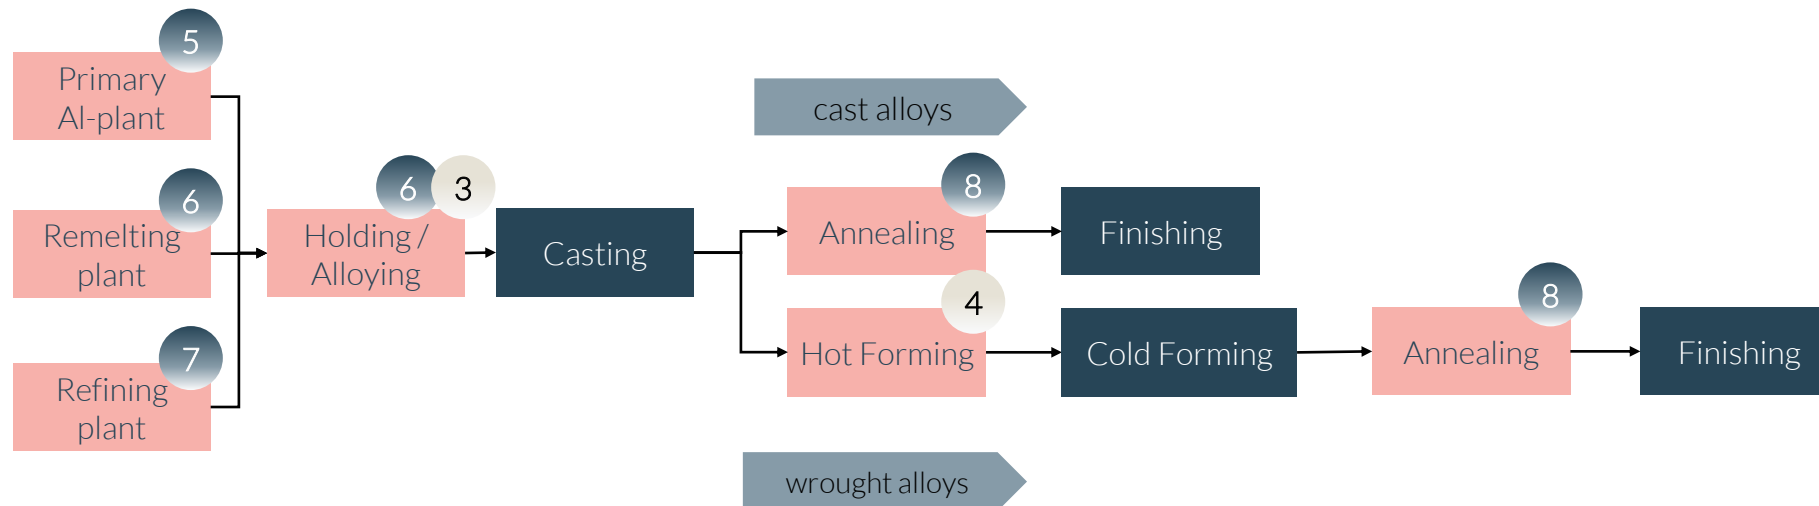 5
Primary
Al-plant
6
Remelting
plant
7
Refining
plant
6
3
Holding /
Alloying
Casting
cast alloys
8
Annealing
Finishing
4
Hot Forming
Cold Forming
8
Annealing
Finishing
wrought alloys